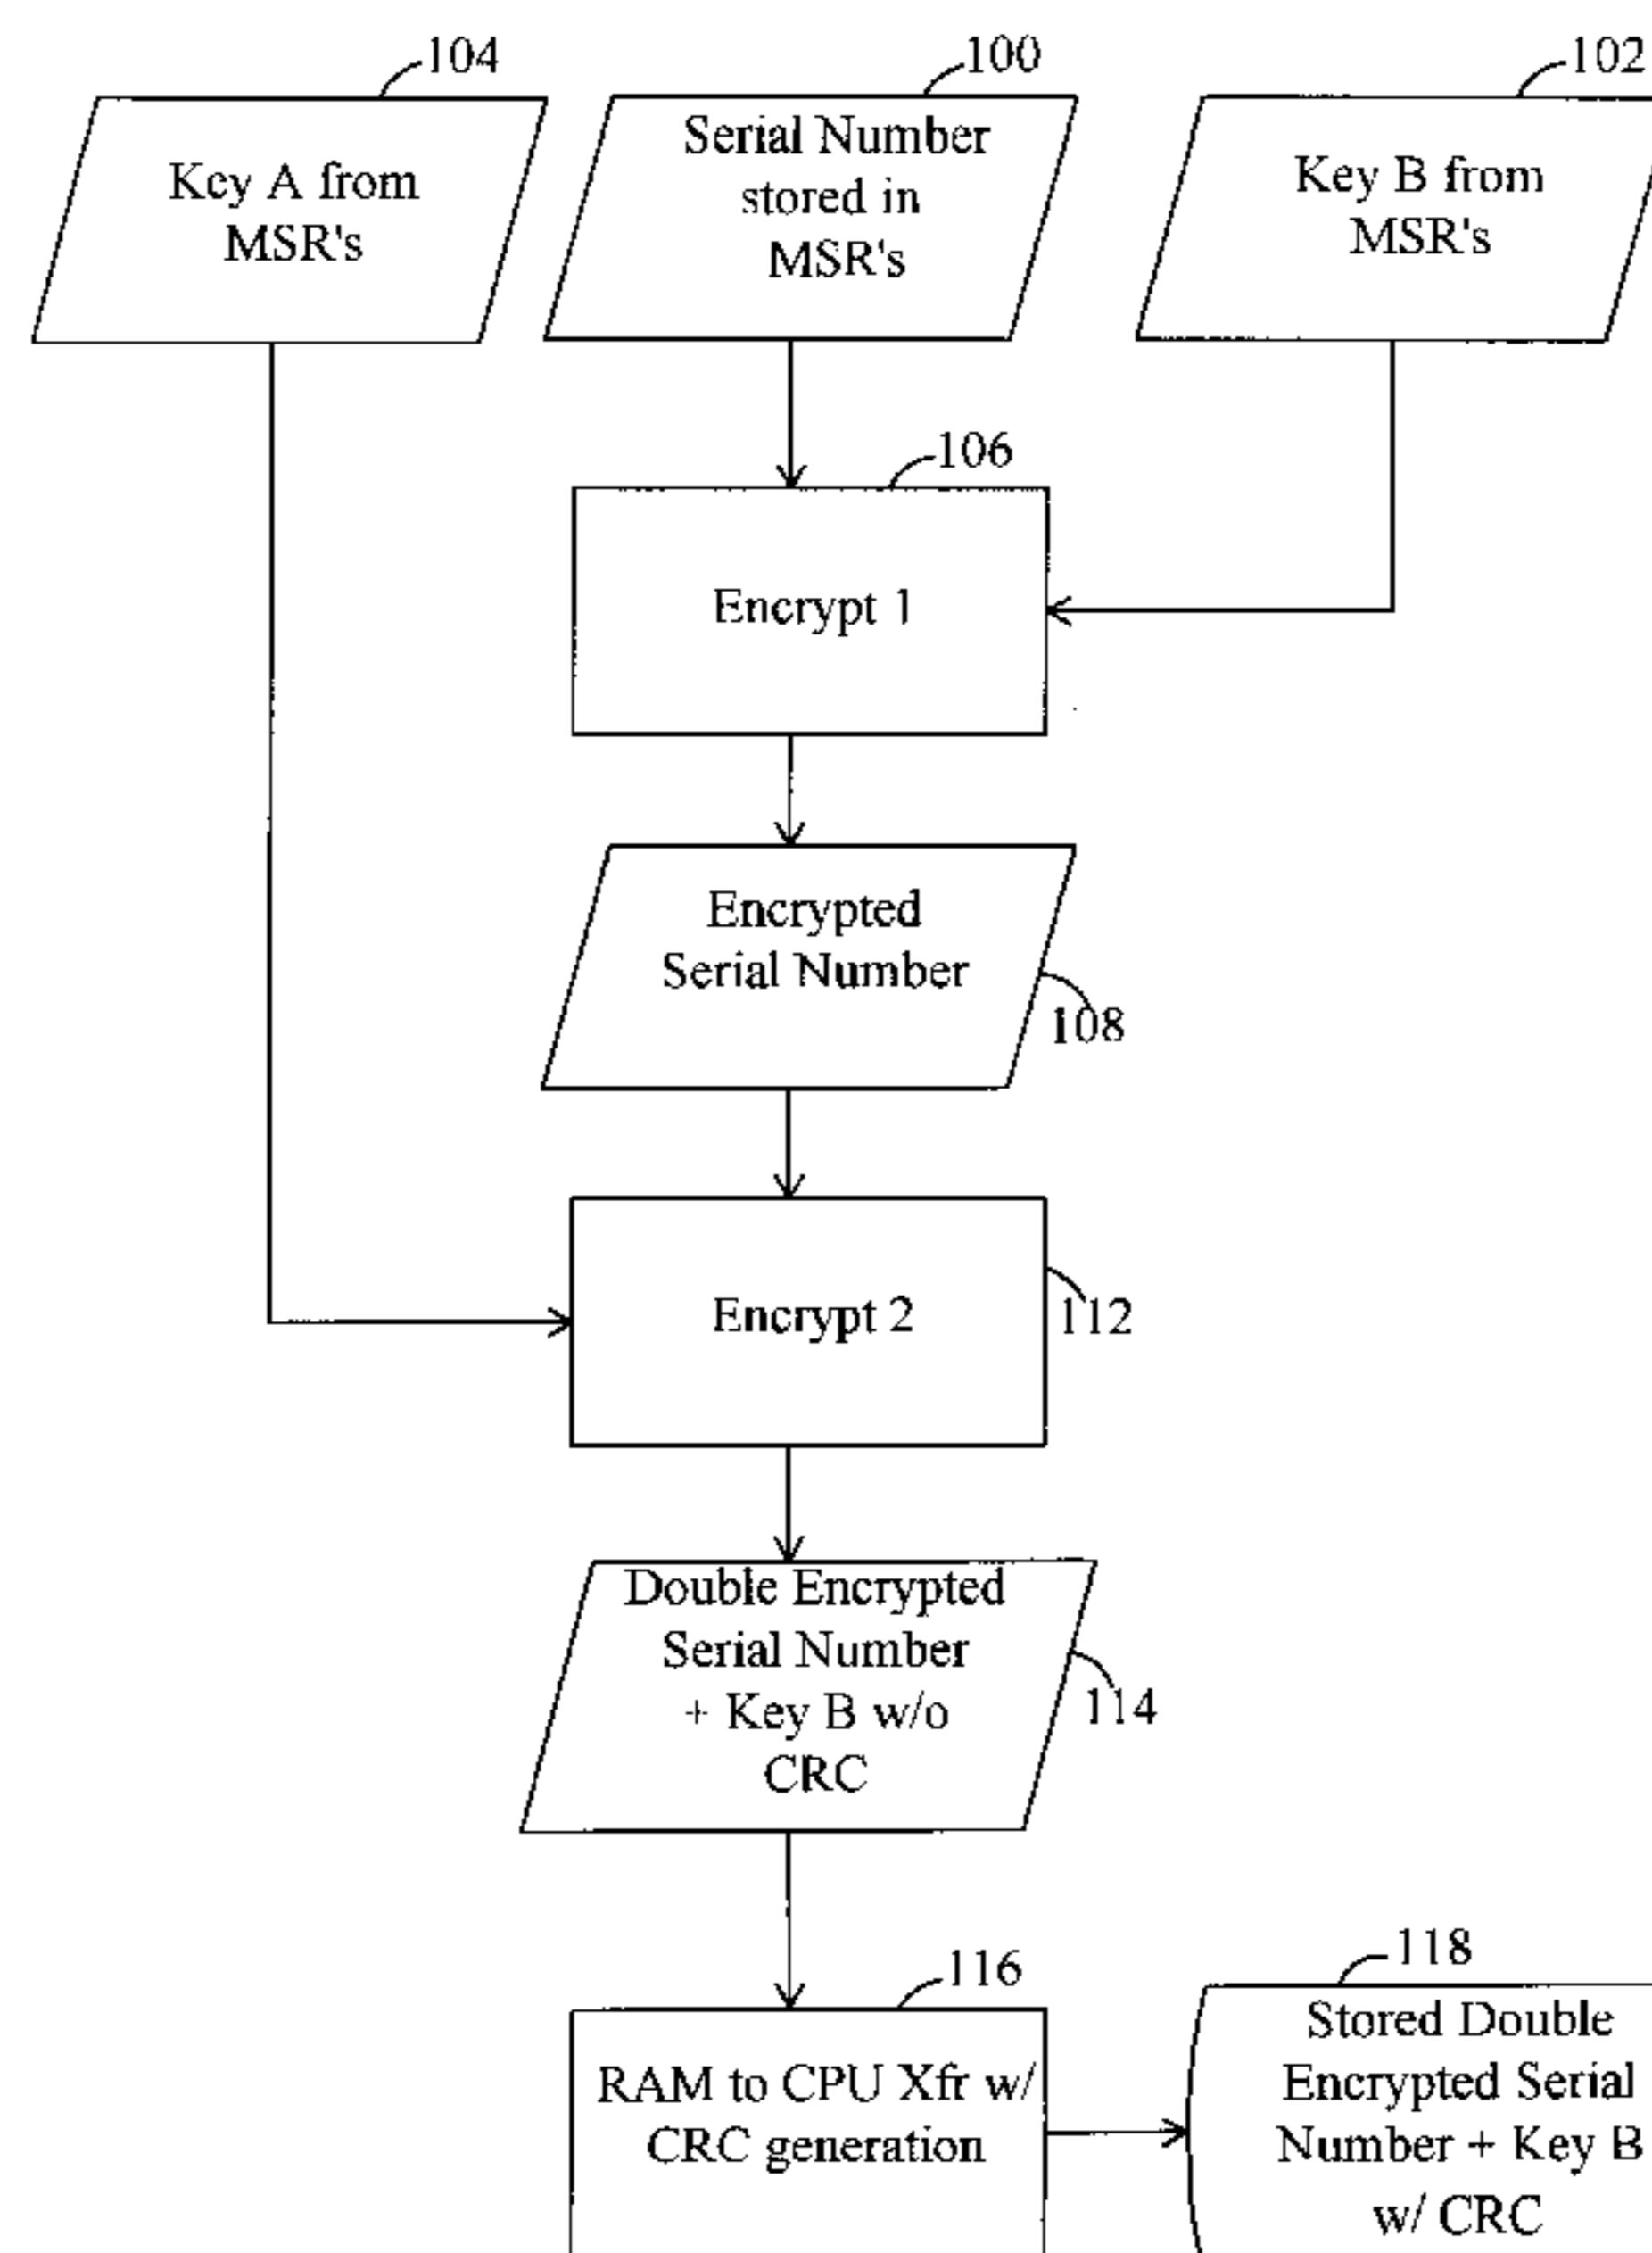 104
100
102
Key A from
MSR's
Serial Number
stored in
MSR's
Key B from
MSR's
106
Encrypt 1
Encrypted
Serial Number
108
Encrypt 2
112
Double Encrypted
Serial Number
+ Key B w/o
CRC
114
116
118
RAM to CPU Xfr w/
CRC generation
Stored Double
Encrypted Serial
Number + Key B
w/ CRC